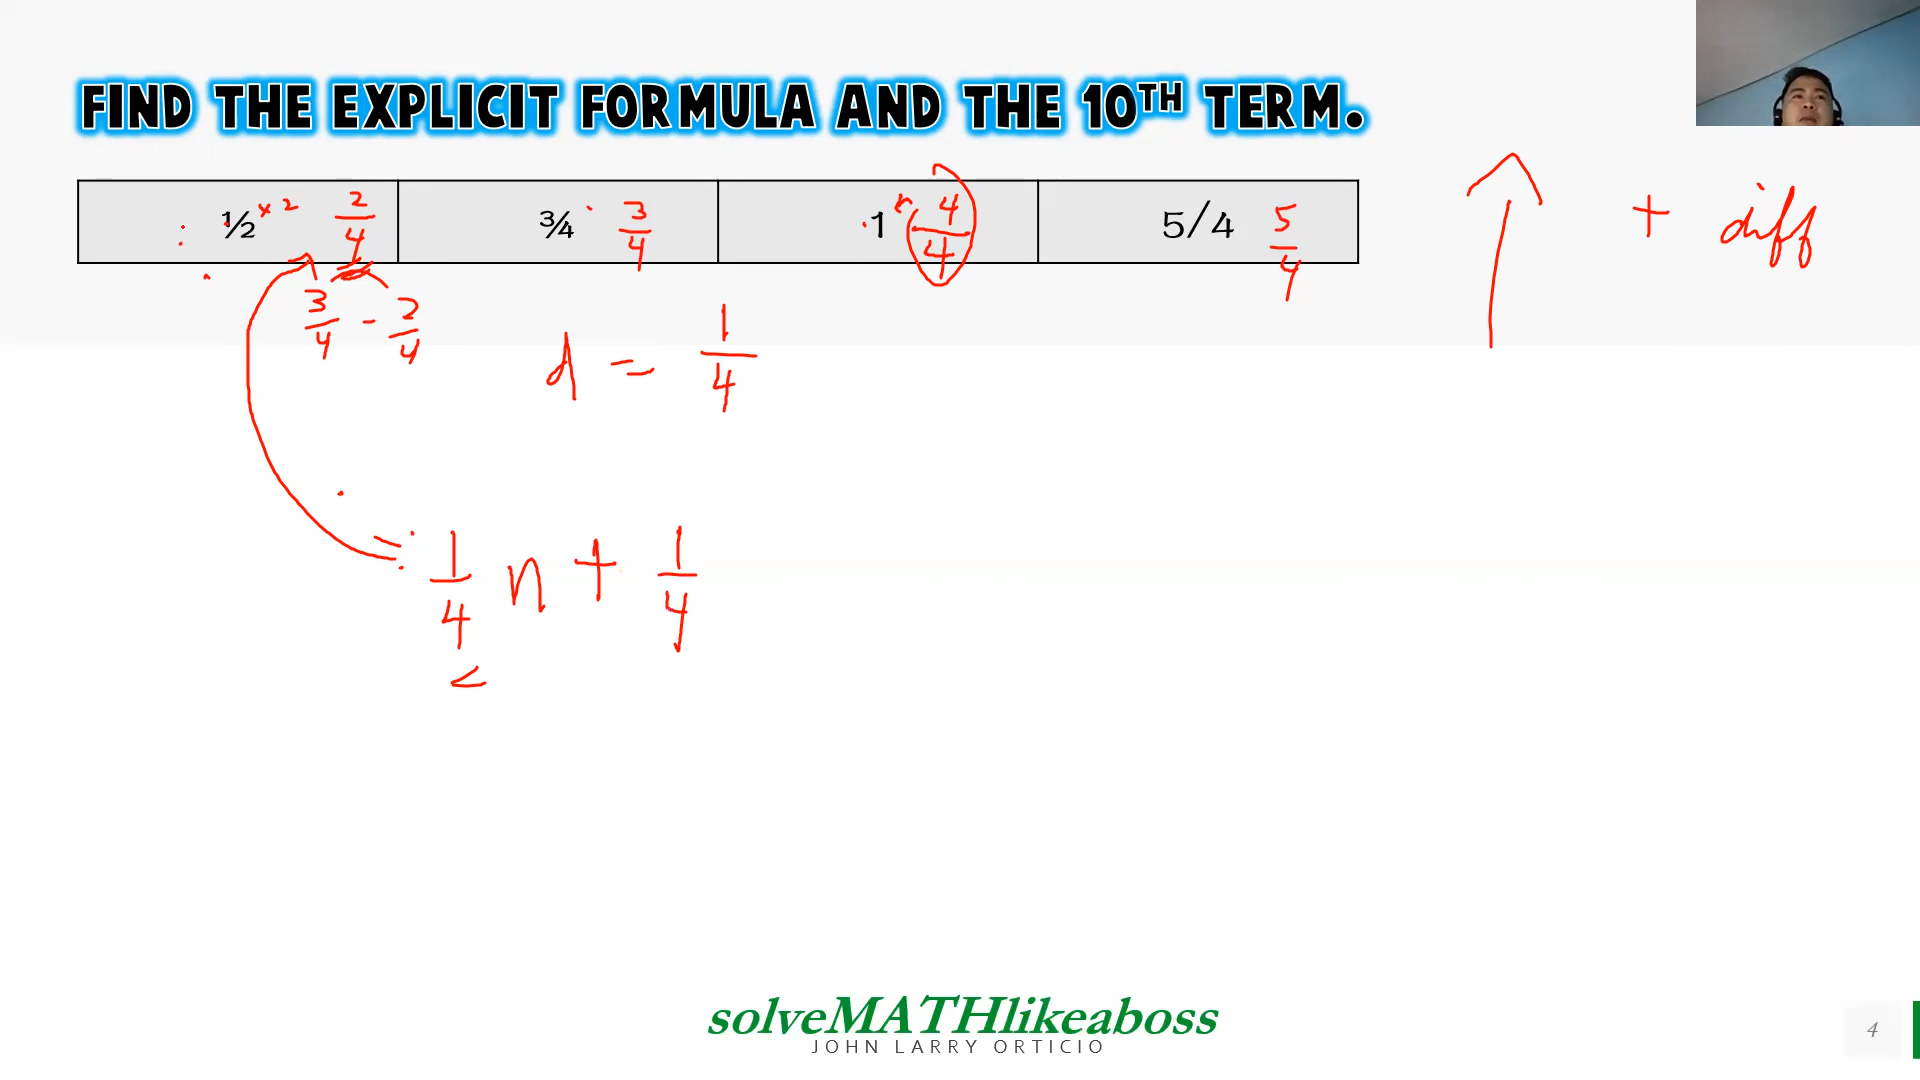 FIND THE EXPLICIT FORMULA AND THE 10TH TERM.
½ × 2 2/4 ¾ 3/4 1 4/4 5/4 5/4
+ diff
3/4 - 2/4
d = 1/4
= 1/4 n + 1/4
solveMATHlikeaboss
JOHN LARRY ORTICIO
4